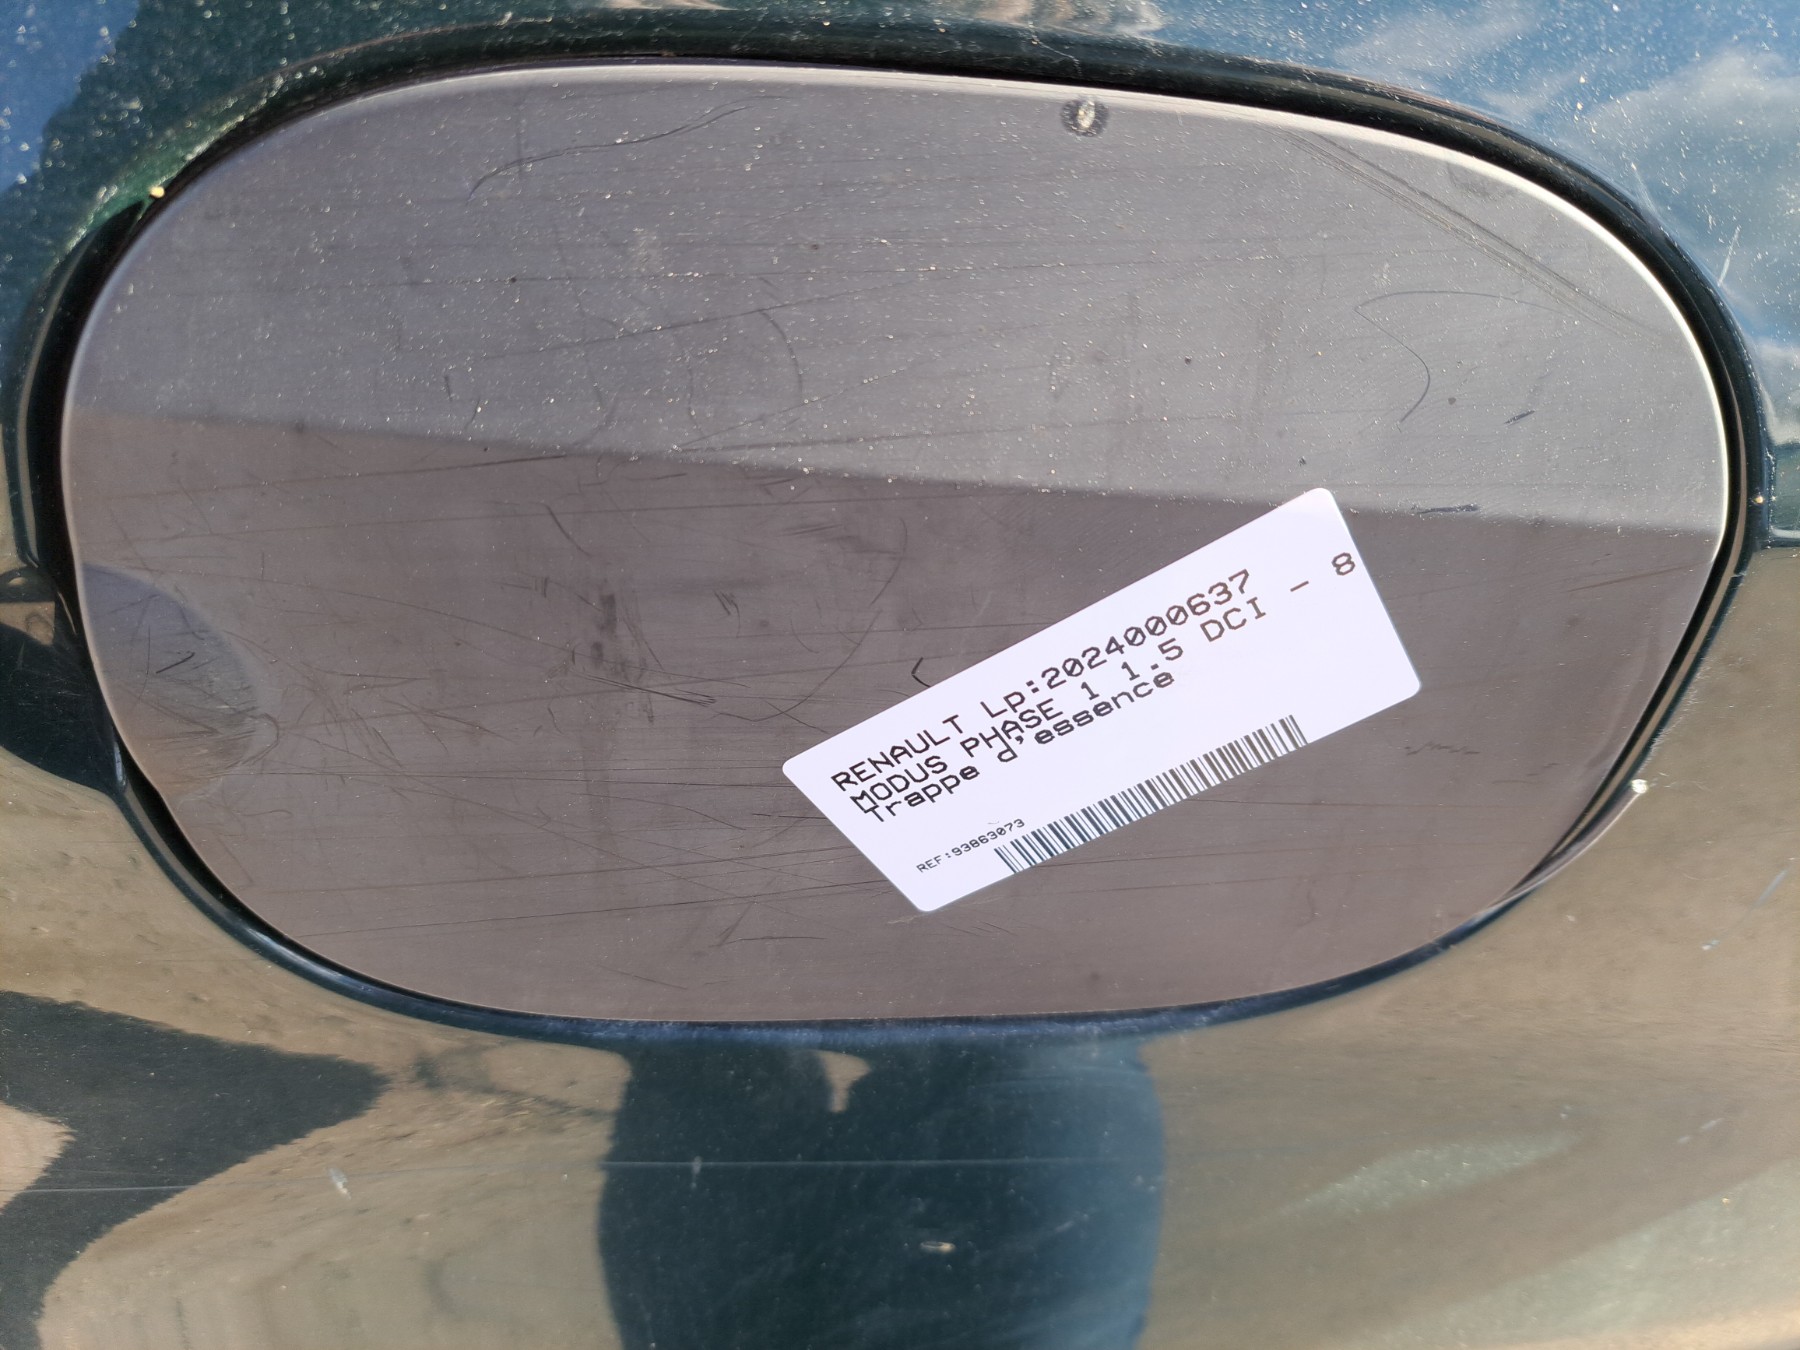 RENAULT Lp:2024000637
MODUS PHASE 1 1.5 DCI - 8
Trappe d'essence
REF:93863073